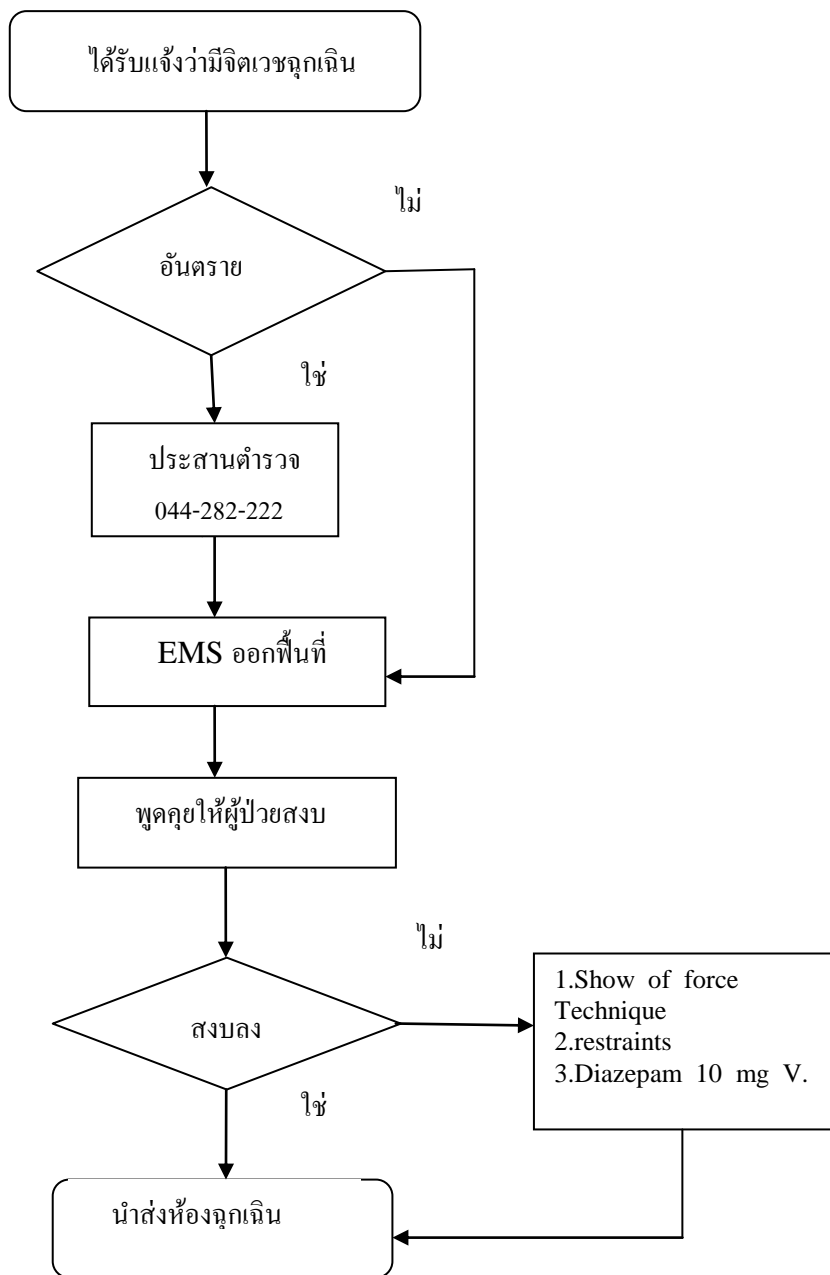 ได้รับแจ้งว่ามีจิตเวชฉุกเฉิน
ไม่
อันตราย
ใช่
ประสานตำรวจ
044-282-222
EMS ออกฟื้นที่
พูดคุยให้ผู้ป่วยสงบ
ไม่
สงบลง
1.Show of force
Technique
2.restraints
3.Diazepam 10 mg V.
ใช่
นำส่งห้องฉุกเฉิน